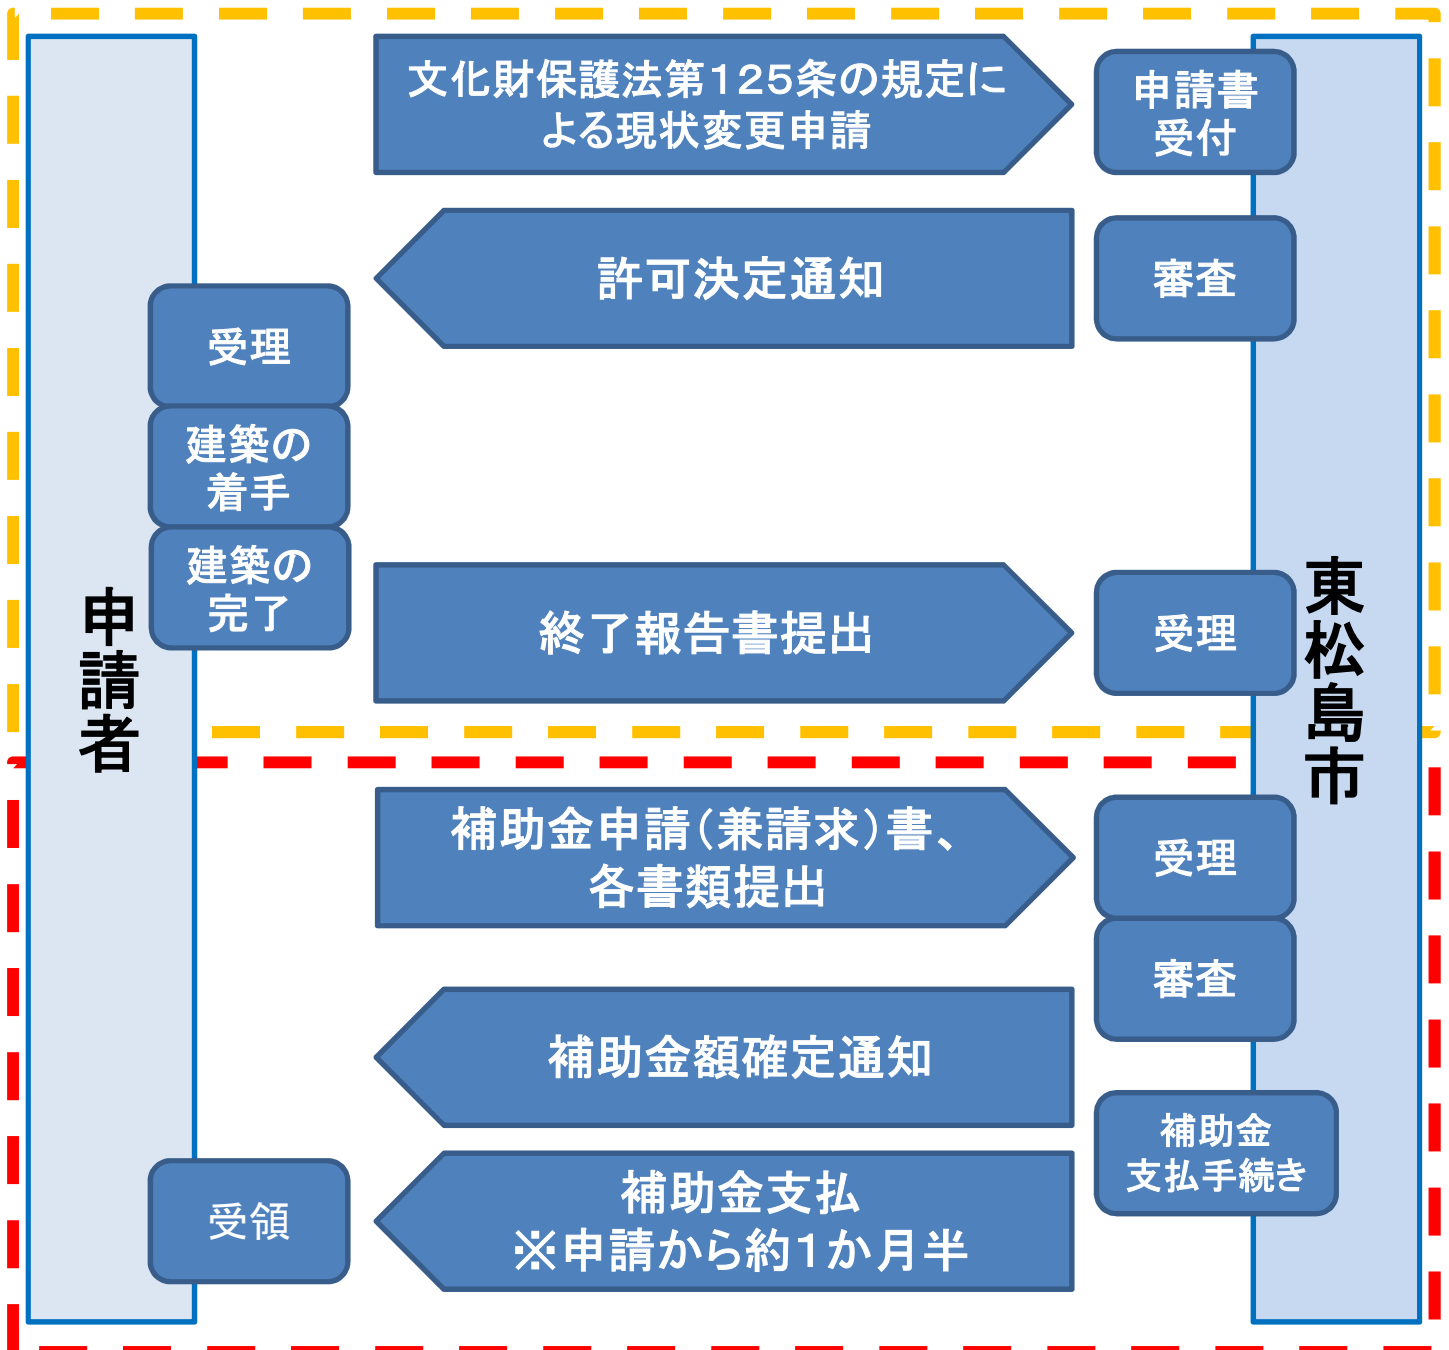 文化財保護法第125条の規定に
よる現状変更申請
申請書
受付
許可決定通知
審査
受理
建築の
着手
建築の
完了
終了報告書提出
受理
申請者
東松島市
補助金申請（兼請求）書、
各書類提出
受理
審査
補助金額確定通知
補助金
支払手続き
補助金支払
※申請から約1か月半
受領